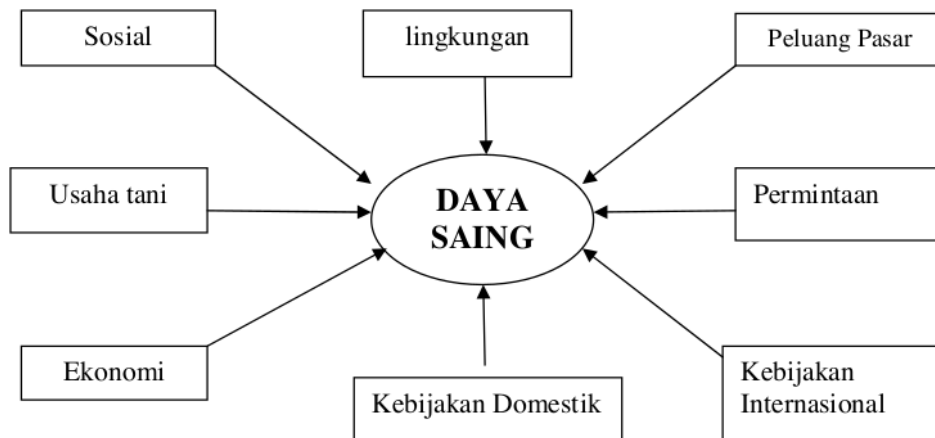 Sosial
lingkungan
Peluang Pasar
Usaha tani
DAYA
SAING
Permintaan
Ekonomi
Kebijakan Domestik
Kebijakan
Internasional